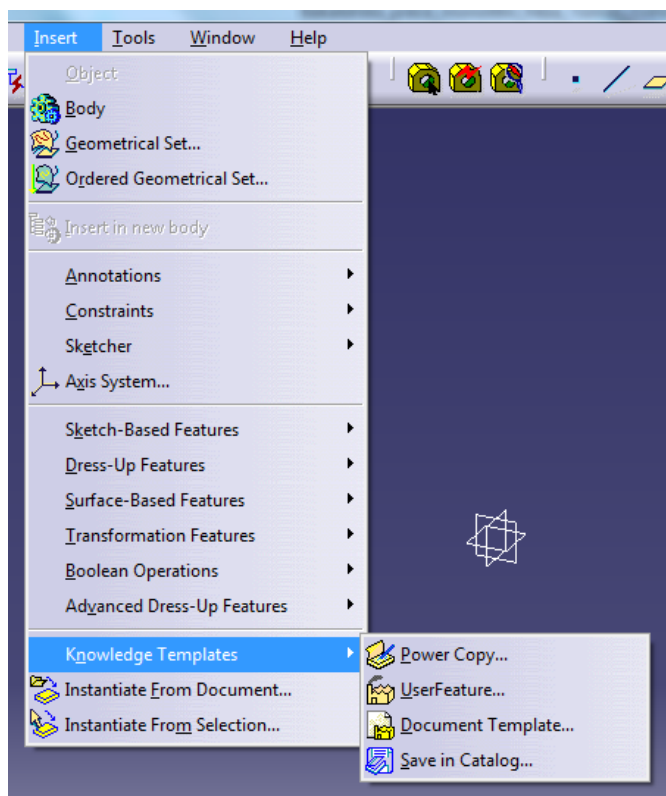 Insert Tools Window Help
Object
Body
Geometrical Set...
Ordered Geometrical Set...
Insert in new body
Annotations
Constraints
Sketcher
Axis System...
Sketch-Based Features
Dress-Up Features
Surface-Based Features
Transformation Features
Boolean Operations
Advanced Dress-Up Features
Knowledge Templates
Instantiate From Document...
Instantiate From Selection...
Power Copy...
UserFeature...
Document Template...
Save in Catalog...